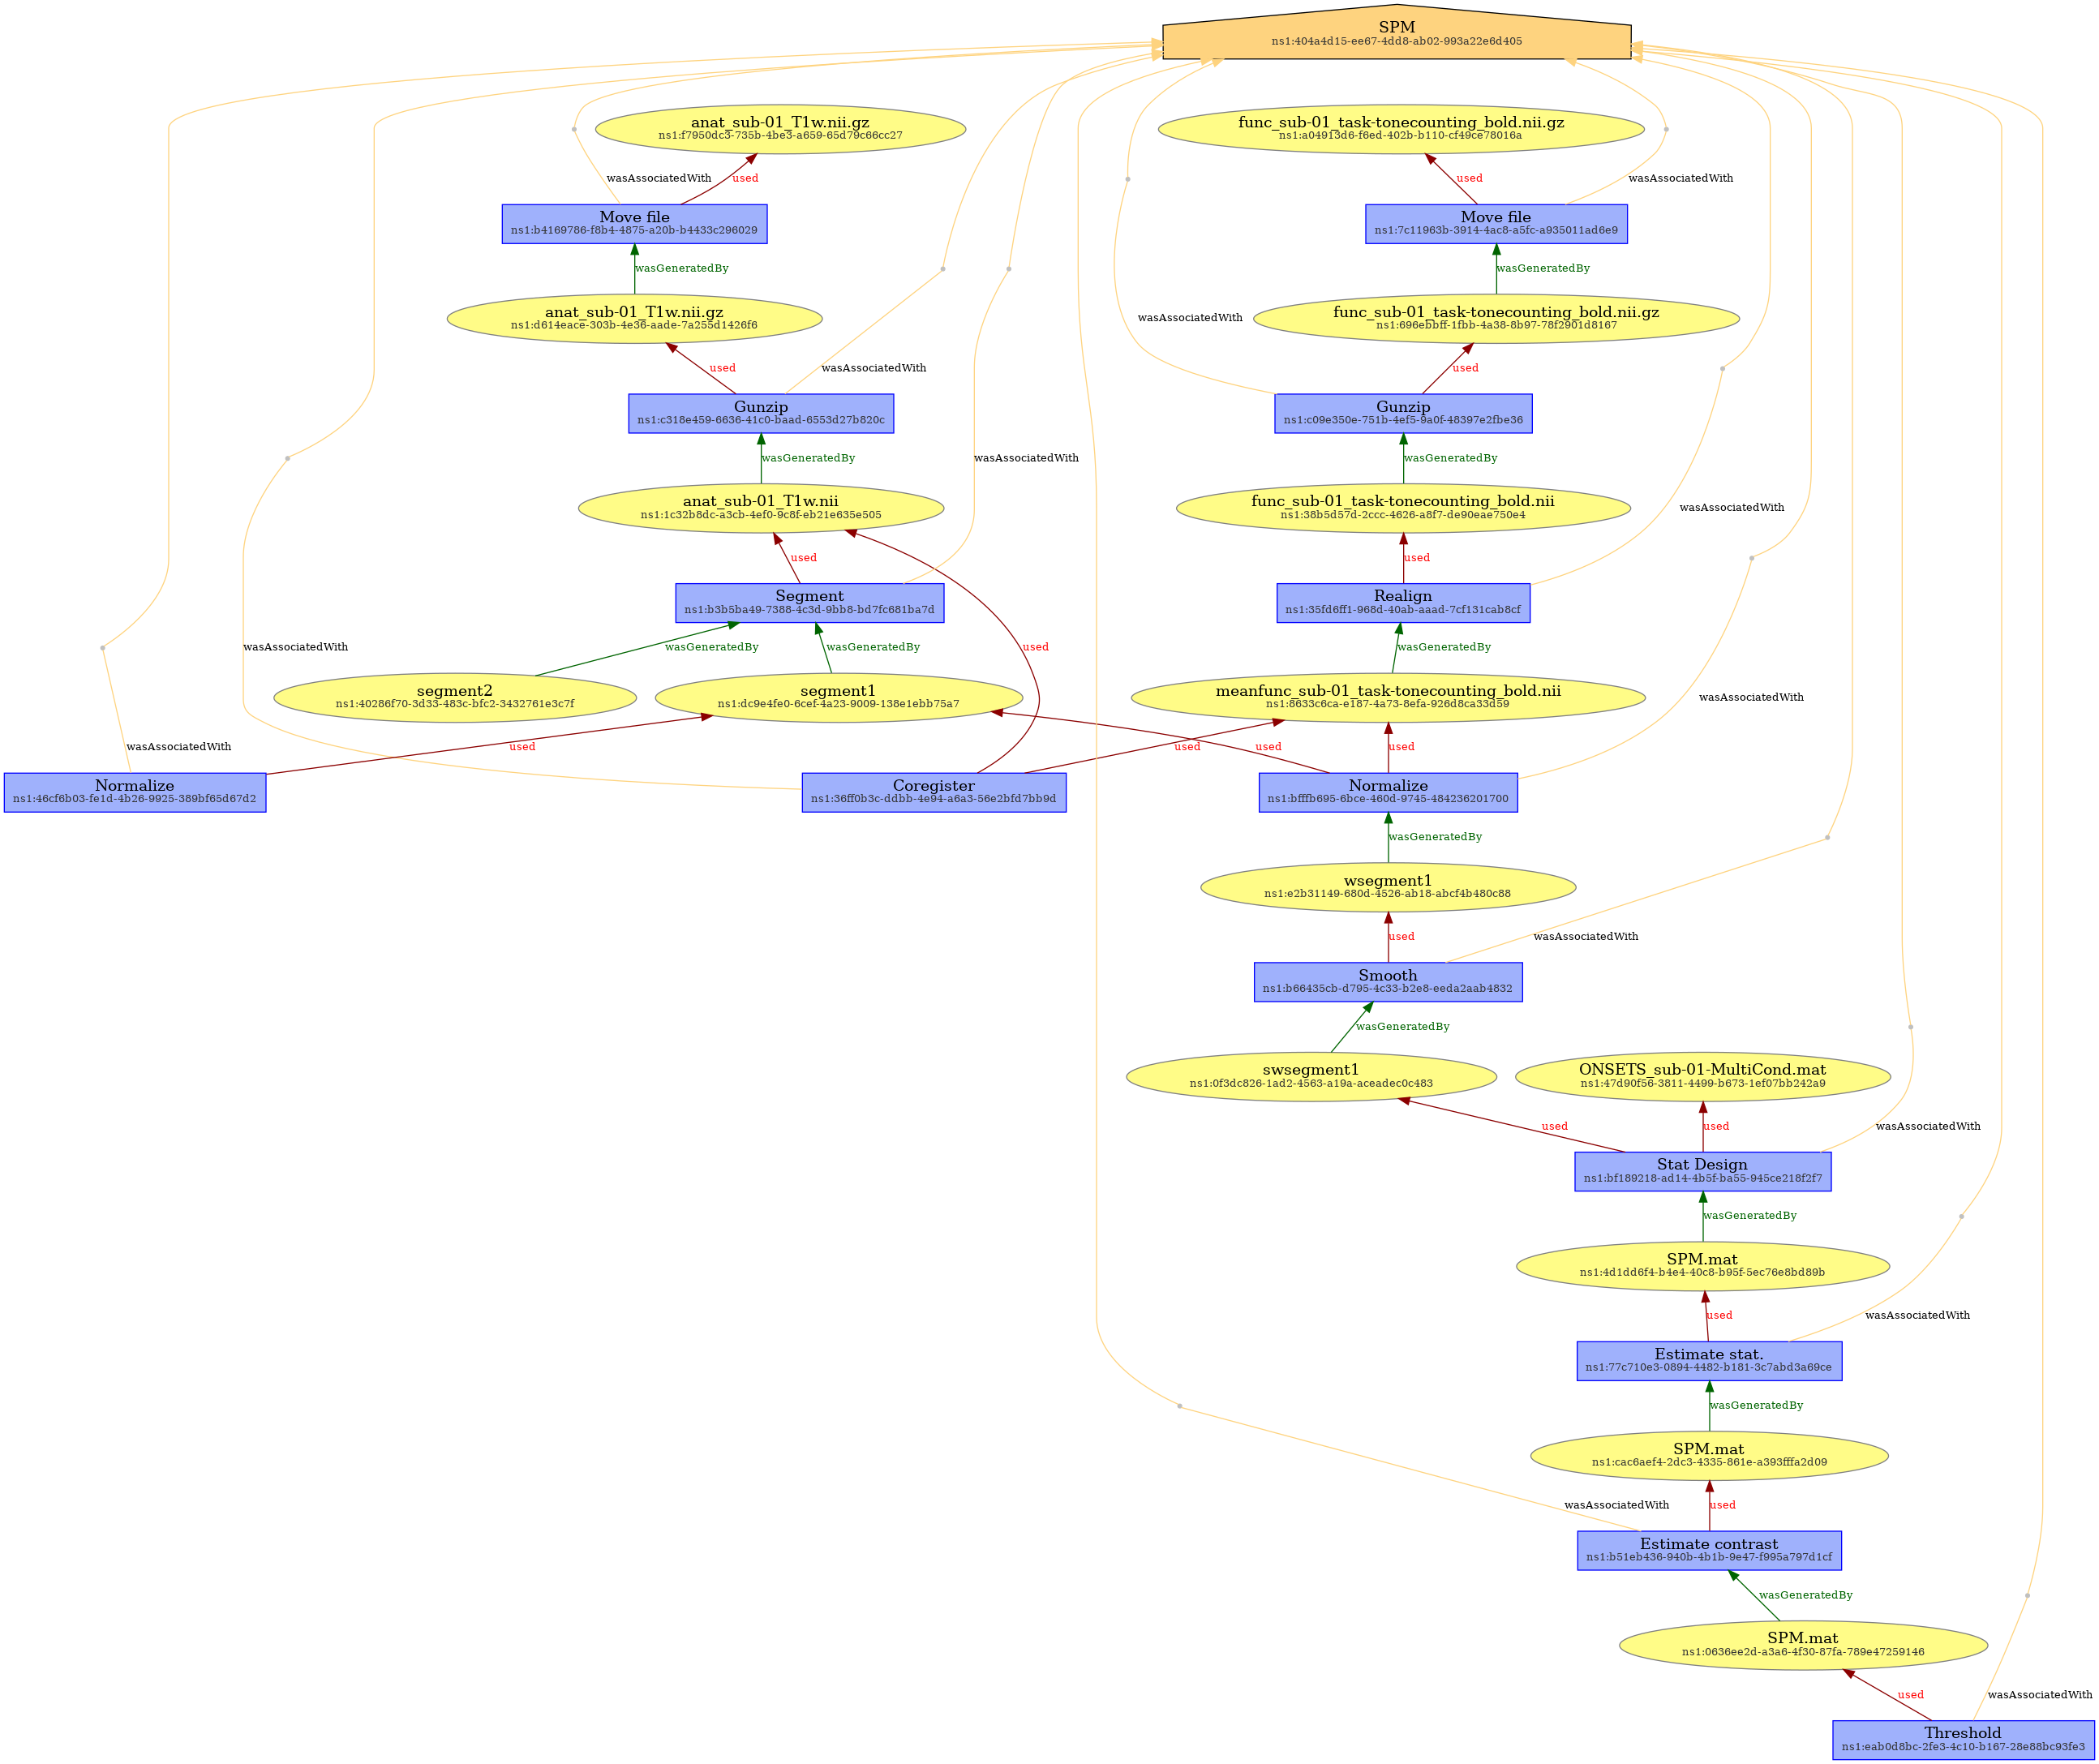 SPM
ns1:404a4d15-ee67-4dd8-ab02-993a22e6d405
anat_sub-01_T1w.nii.gz
ns1:f7950dc3-735b-4be3-a659-65d79c66cc27
func_sub-01_task-tonecounting_bold.nii.gz
ns1:a04913d6-f6ed-402b-b110-cf49ce78016a
wasAssociatedWith
used
used
wasAssociatedWith
Move file
ns1:b4169786-f8b4-4875-a20b-b4433c296029
Move file
ns1:7c11963b-3914-4ac8-a5fc-a935011ad6e9
wasGeneratedBy
wasGeneratedBy
anat_sub-01_T1w.nii.gz
ns1:d614eace-303b-4e36-aade-7a255d1426f6
wasAssociatedWith
func_sub-01_task-tonecounting_bold.nii.gz
ns1:696ebbff-1fbb-4a38-8b97-78f2901d8167
used
wasAssociatedWith
used
Gunzip
ns1:c318e459-6636-41c0-baad-6553d27b820c
Gunzip
ns1:c09e350e-751b-4ef5-9a0f-48397e2fbe36
wasGeneratedBy
wasAssociatedWith
wasGeneratedBy
anat_sub-01_T1w.nii
ns1:1c32b8dc-a3cb-4ef0-9c8f-eb21e635e505
func_sub-01_task-tonecounting_bold.nii
ns1:38b5d57d-2ccc-4626-a8f7-de90eae750e4
wasAssociatedWith
used
used
Segment
ns1:b3b5ba49-7388-4c3d-9bb8-bd7fc681ba7d
Realign
ns1:35fd6ff1-968d-40ab-aaad-7cf131cab8cf
wasAssociatedWith
wasGeneratedBy
wasGeneratedBy
used
wasGeneratedBy
segment2
ns1:40286f70-3d33-483c-bfc2-3432761e3c7f
segment1
ns1:dc9e4fe0-6cef-4a23-9009-138e1ebb75a7
meanfunc_sub-01_task-tonecounting_bold.nii
ns1:8633c6ca-e187-4a73-8efa-926d8ca33d59
wasAssociatedWith
wasAssociatedWith
used
used
used
used
Normalize
ns1:46cf6b03-fe1d-4b26-9925-389bf65d67d2
Coregister
ns1:36ff0b3c-ddbb-4e94-a6a3-56e2bfd7bb9d
Normalize
ns1:bfffb695-6bce-460d-9745-484236201700
wasGeneratedBy
wsegment1
ns1:e2b31149-680d-4526-ab18-abcf4b480c88
used
wasAssociatedWith
Smooth
ns1:b66435cb-d795-4c33-b2e8-eeda2aab4832
wasGeneratedBy
swsegment1
ns1:0f3dc826-1ad2-4563-a19a-aceadec0c483
ONSETS_sub-01-MultiCond.mat
ns1:47d90f56-3811-4499-b673-1ef07bb242a9
used
used
wasAssociatedWith
Stat Design
ns1:bf189218-ad14-4b5f-ba55-945ce218f2f7
wasGeneratedBy
SPM.mat
ns1:4d1dd6f4-b4e4-40c8-b95f-5ec76e8bd89b
used
wasAssociatedWith
Estimate stat.
ns1:77c710e3-0894-4482-b181-3c7abd3a69ce
wasGeneratedBy
SPM.mat
ns1:cac6aef4-2dc3-4335-861e-a393fffa2d09
wasAssociatedWith
used
Estimate contrast
ns1:b51eb436-940b-4b1b-9e47-f995a797d1cf
wasGeneratedBy
SPM.mat
ns1:0636ee2d-a3a6-4f30-87fa-789e47259146
used
wasAssociatedWith
Threshold
ns1:eab0d8bc-2fe3-4c10-b167-28e88bc93fe3